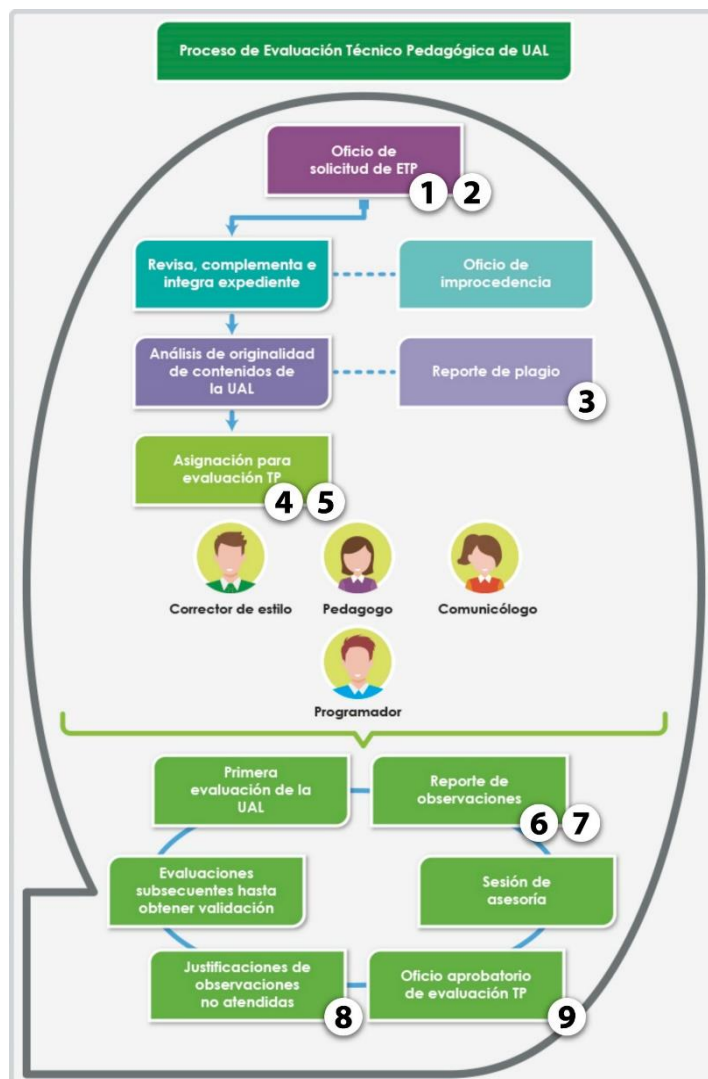 Proceso de Evaluación Técnico Pedagógica de UAL
Oficio de
solicitud de ETP
1 2
Revisa, complementa e
integra expediente
Oficio de
improcedencia
Análisis de originalidad
de contenidos de
la UAL
Reporte de plagio
3
Asignación para
evaluación TP
4 5
Corrector de estilo
Pedagogo
Comunicólogo
Programador
Primera
evaluación de la
UAL
Reporte de
observaciones
6 7
Evaluaciones
subsecuentes hasta
obtener validación
Sesión de
asesoría
Justificaciones de
observaciones
no atendidas
8
Oficio aprobatorio
de evaluación TP
9